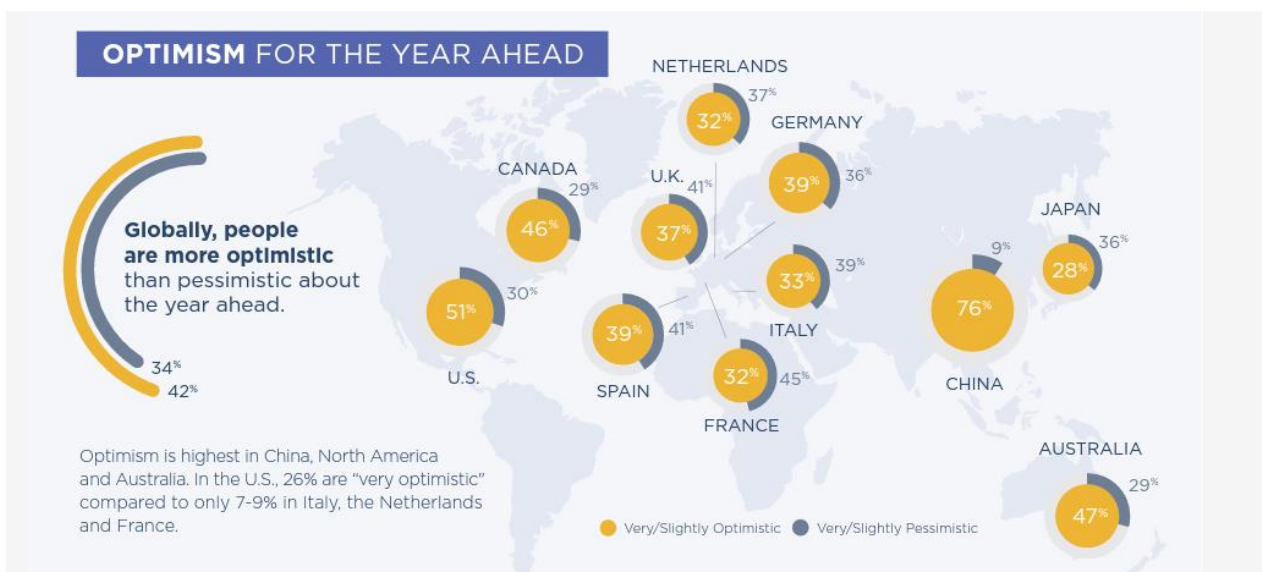 OPTIMISM FOR THE YEAR AHEAD
Globally, people
are more optimistic
than pessimistic about
the year ahead.
34%
42%
Optimism is highest in China, North America
and Australia. In the U.S., 26% are “very optimistic”
compared to only 7-9% in Italy, the Netherlands
and France.
CANADA
29%
46%
51%
30%
U.S.
NETHERLANDS
37%
32%
GERMANY
39%
36%
U.K.
41%
37%
33%
39%
ITALY
39%
41%
SPAIN
32%
45%
FRANCE
JAPAN
36%
28%
9%
76%
CHINA
AUSTRALIA
29%
47%
Very/Slightly Optimistic
Very/Slightly Pessimistic